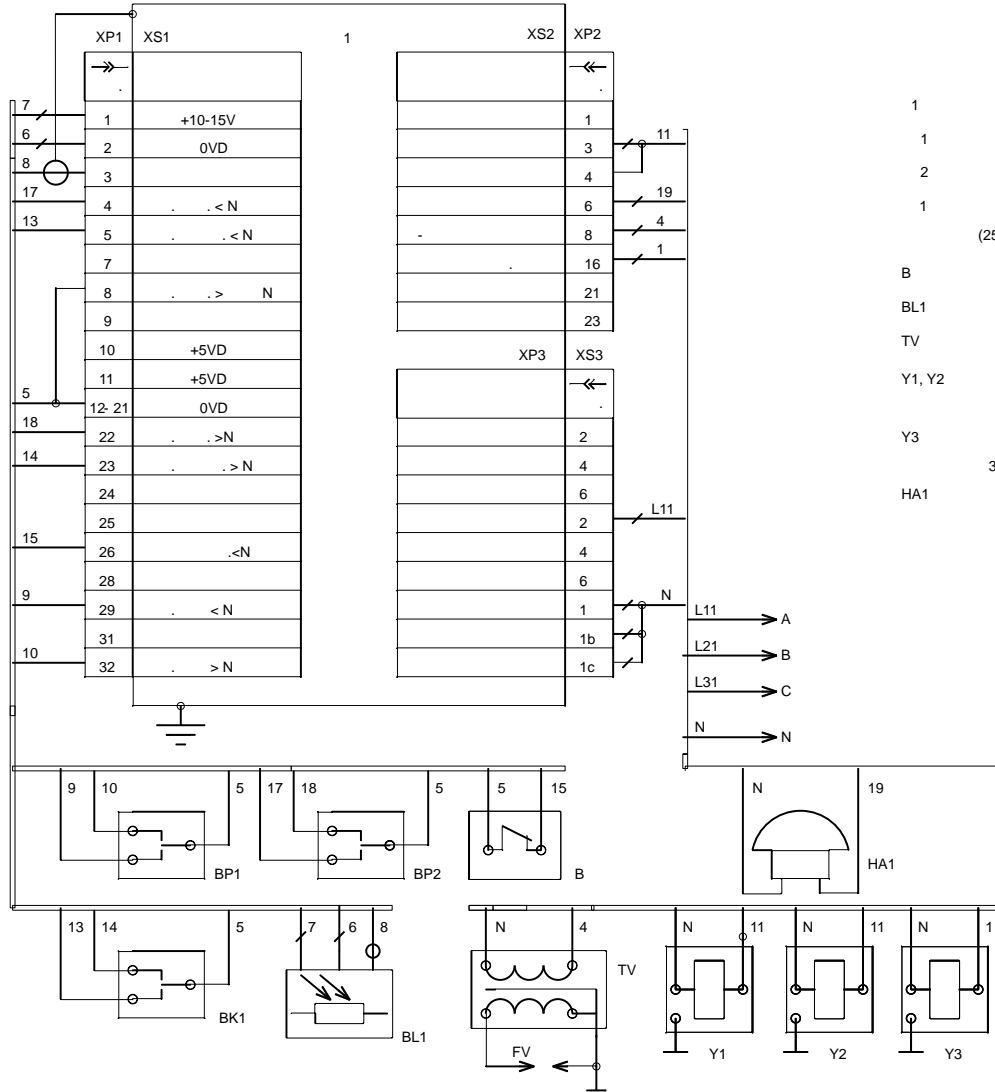 XP1 XS1 1 XS2 XP2
.
.
7 1 +10-15V 1 1
6 2 0VD 3 11 1
8 3 4 2
17 4 . . < N 6 19 1
13 5 . . < N - 8 4 (25
7 . 16 1
8 . . > N 21 B
9 23 BL1
10 +5VD XP3 XS3 TV
11 +5VD Y1, Y2
5 12- 21 0VD .
18 22 . . >N 2 Y3
14 23 . . > N 4 3
24 6 HA1
25 2 L11
15 26 .<N 4
28 6
9 29 . < N 1 N
L11 A
31 1b
L21 B
10 32 . > N 1c
L31 C
N N
9 10 5 17 18 5 5 15 N 19
BP1 BP2 B HA1
13 14 5 7 6 8 N 4 N 11 N 11 N 1
TV
BK1 BL1 FV Y1 Y2 Y3